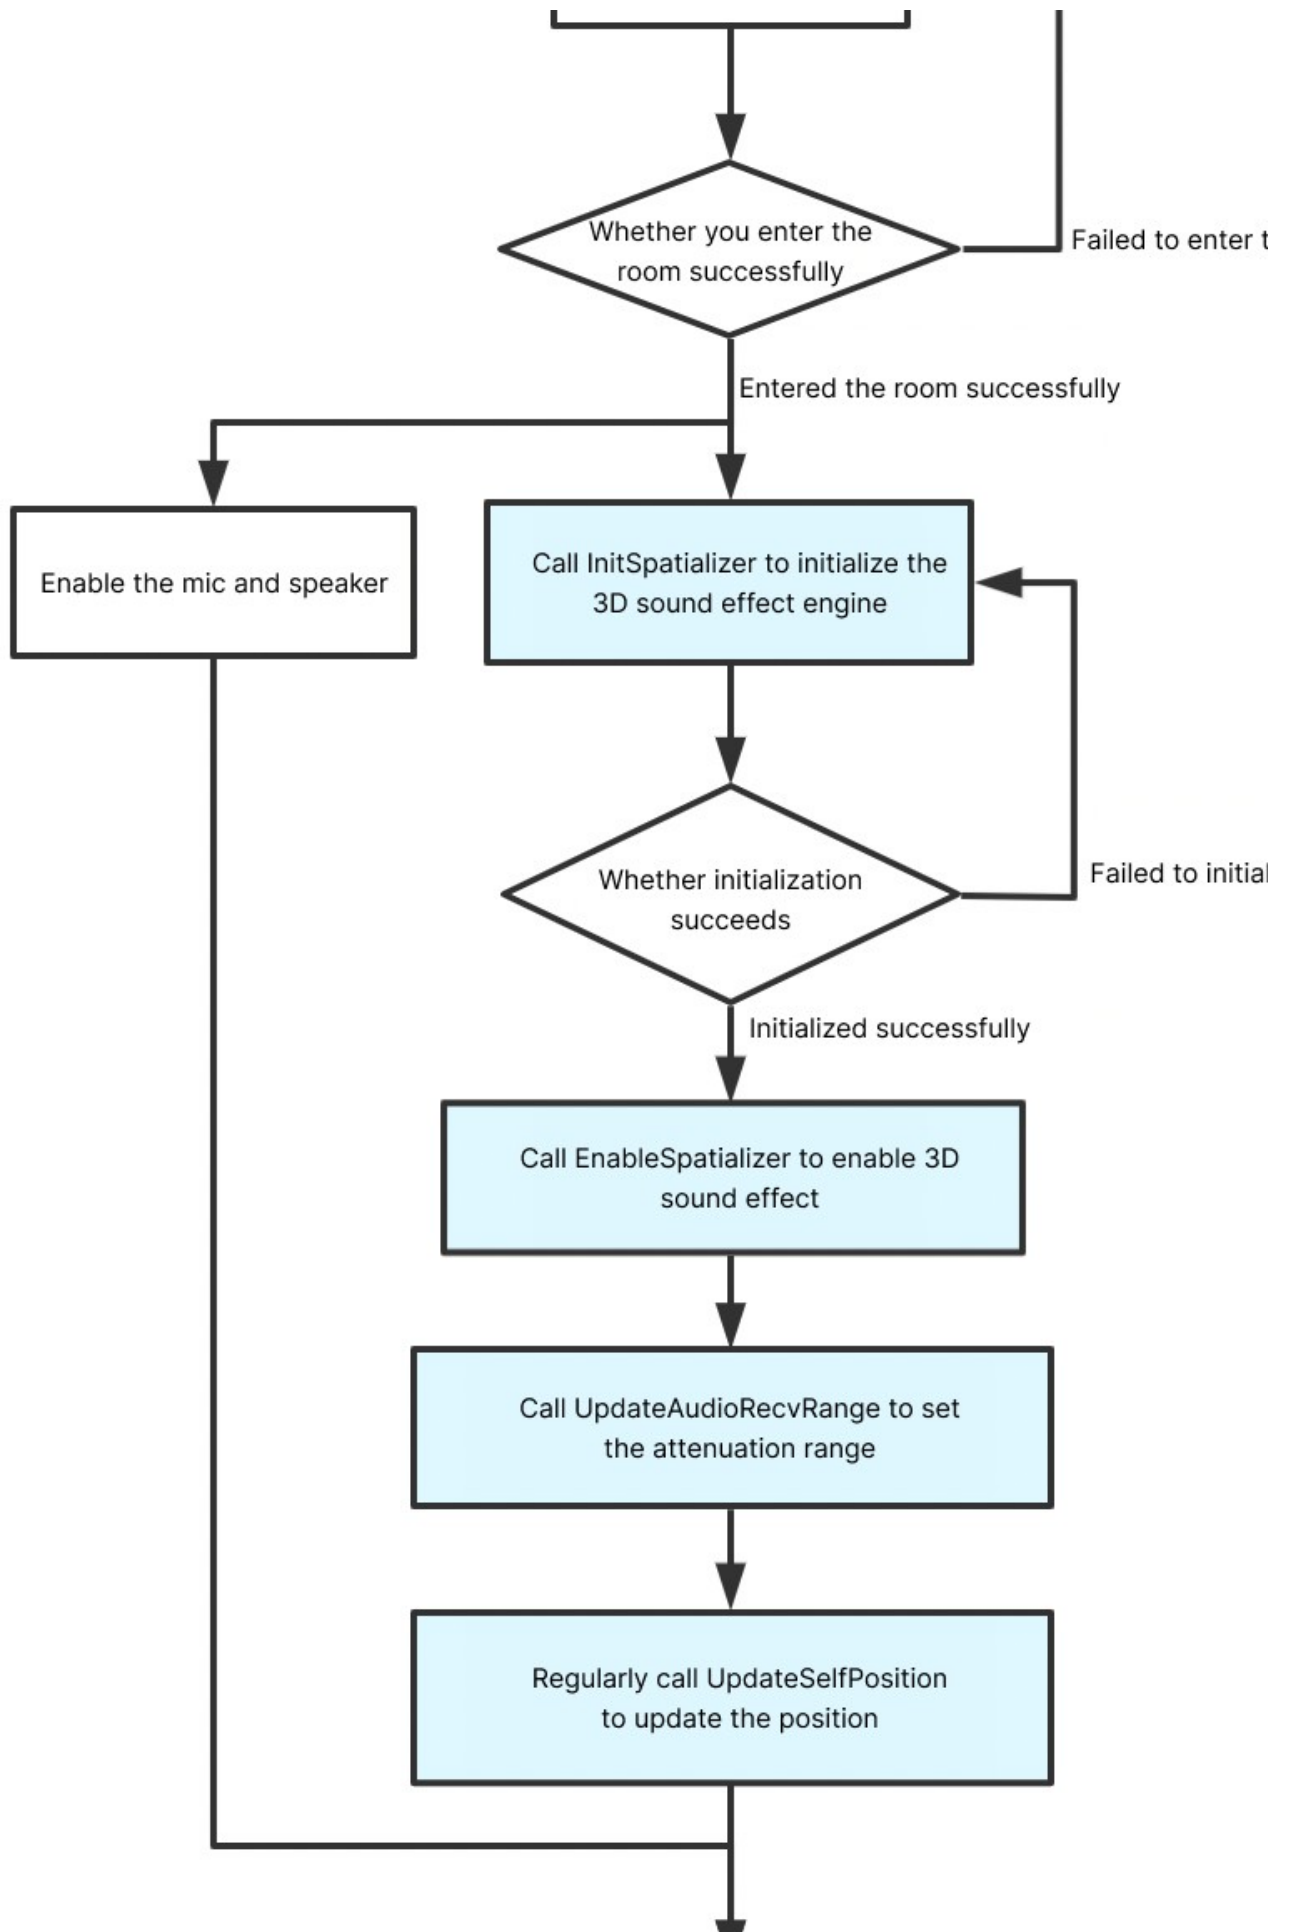 Whether you enter the
room successfully
Failed to enter
Entered the room successfully
Enable the mic and speaker
Call InitSpatializer to initialize the
3D sound effect engine
Whether initialization
succeeds
Failed to
Initialized successfully
Call EnableSpatializer to enable 3D
sound effect
Call UpdateAudioRecvRange to set
the attenuation range
Regularly call UpdateSelfPosition
to update the position